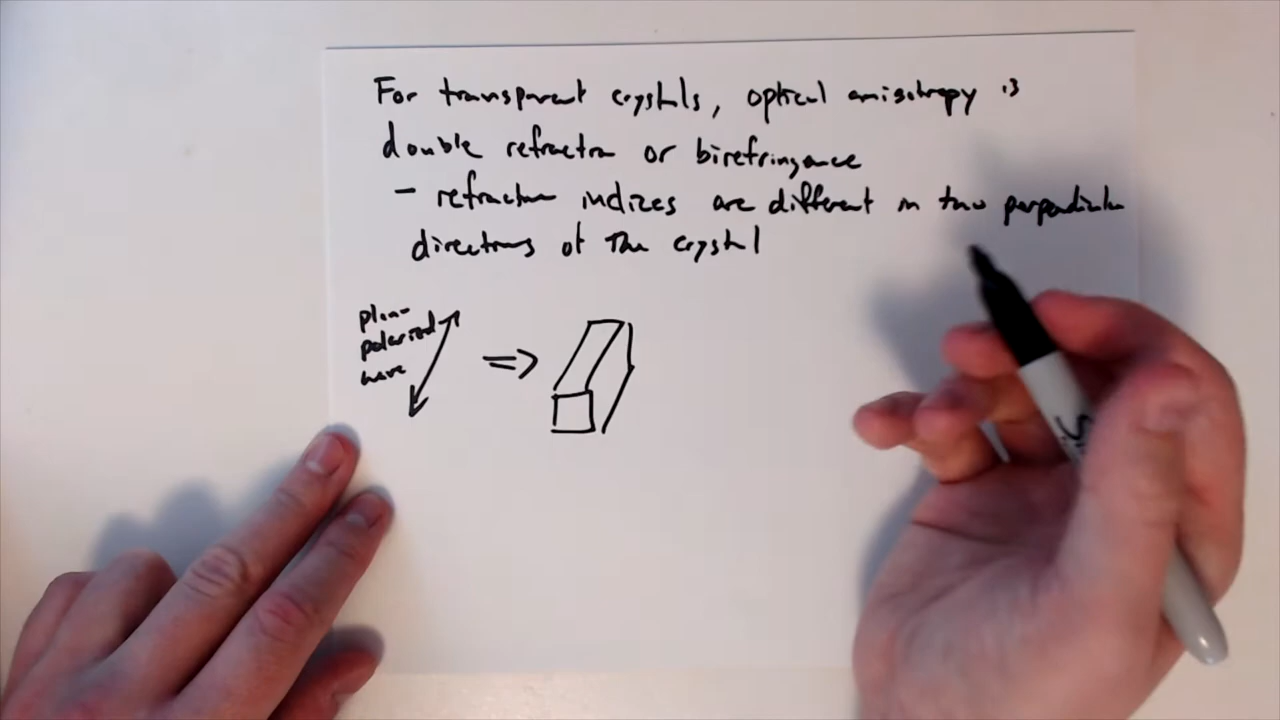 For transparent crystals, optical anisotropy is
double refraction or birefringence
- refraction indizes are different in two perpendicular
directions of the crystal
plane
polarized
wave